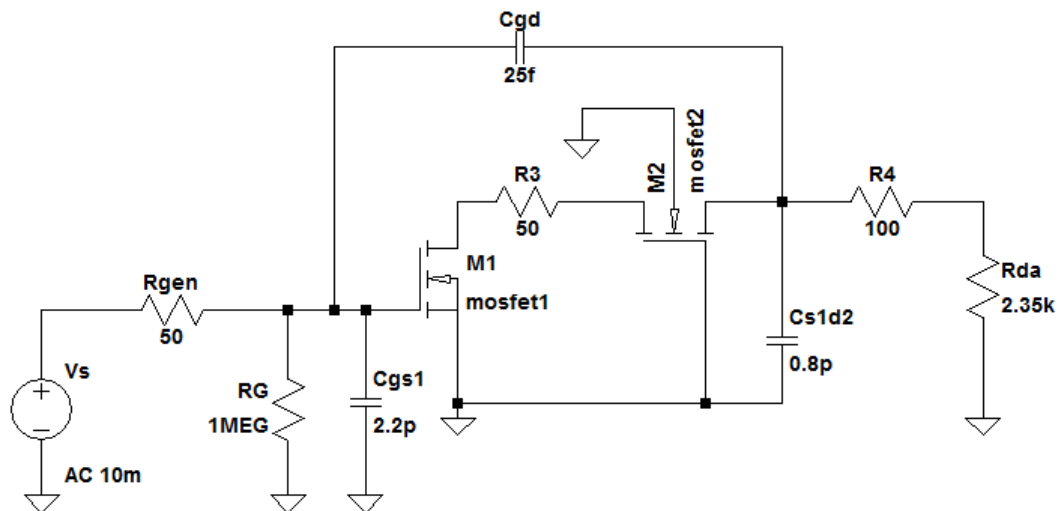 Cgd
25f
R3
50
M2
mosfet2
R4
100
Rgen
50
M1
mosfet1
Rda
2.35k
Vs
RG
1MEG
Cgs1
2.2p
Cs1d2
0.8p
AC 10m